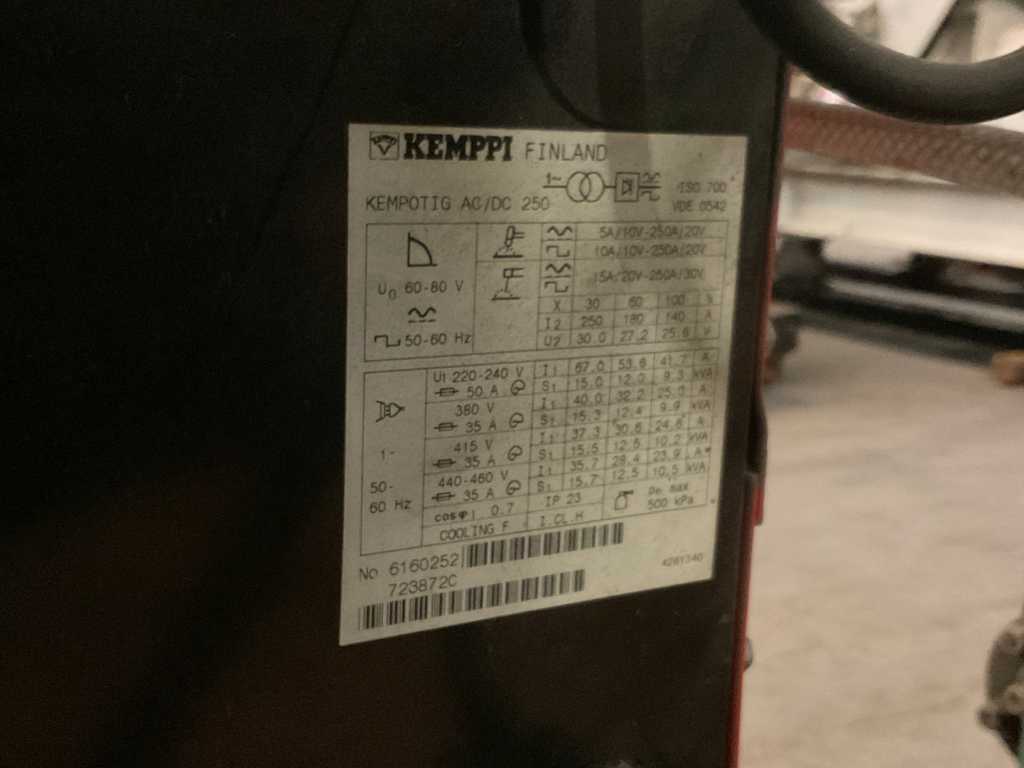 KEMPPI FINLAND
KEMPOTIG AC/DC 250
ISO 700
VDE 0542
5A/10V-250A/20V
10A/10V-250A/20V
15A/20V-250A/30V
U0 60-80 V
50-60 Hz
X 30 60 100 %
I2 250 180 140 A
U2 30.0 27.2 25.6 V
U1 220-240 V I1 67.0 53.6 41.7 A
50 A S1 15.0 12.0 9.3 kVA
380 V I1 40.0 32.2 25.0 A
35 A S1 15.3 12.4 9.9 kVA
1~ 415 V I1 37.3 30.6 24.6 A
35 A S1 15.5 12.5 10.2 kVA
50-60 Hz 440-460 V I1 35.7 28.4 23.9 A
35 A S1 15.7 12.5 10.5 kVA
cosφ 0.7 IP 23
COOLING F I.CL.H
max
500 kPa
No 6160252
723872C